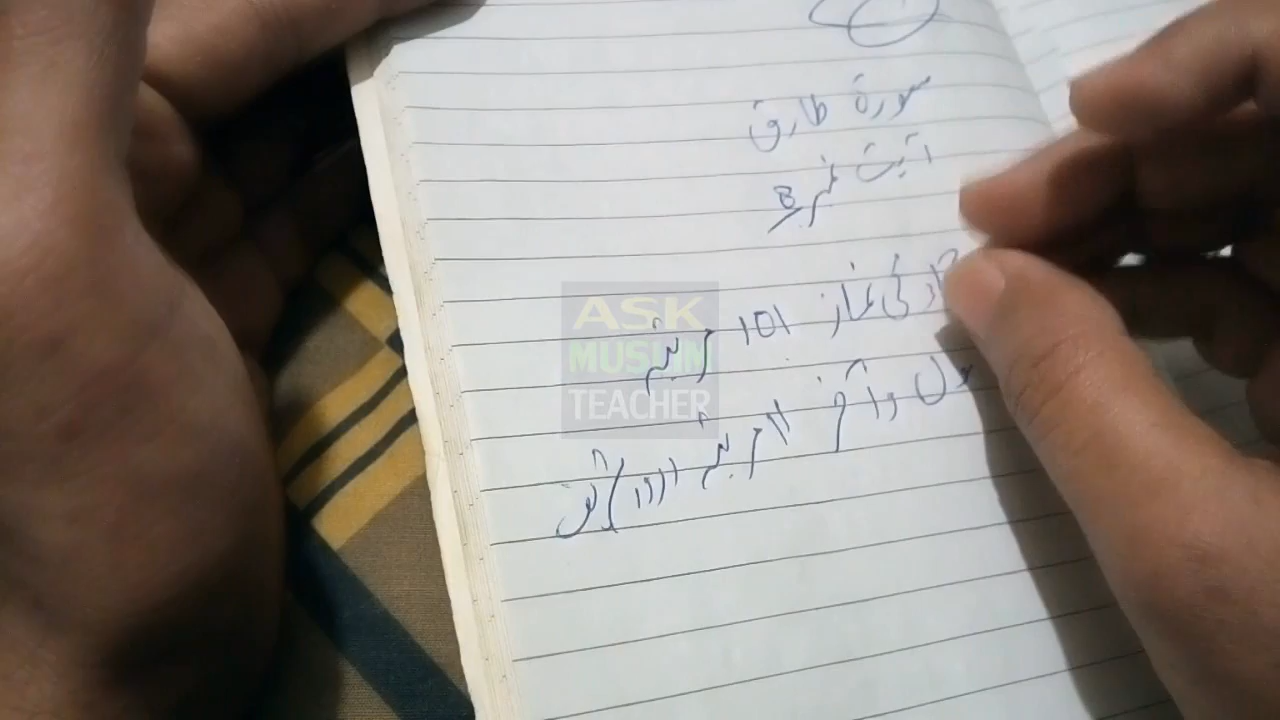 سورۃ طارق
آیت نمبر 8
کی نماز 101 مرتبہ
اول و آخر 11 مرتبہ
ASK
MUSLIM
TEACHER